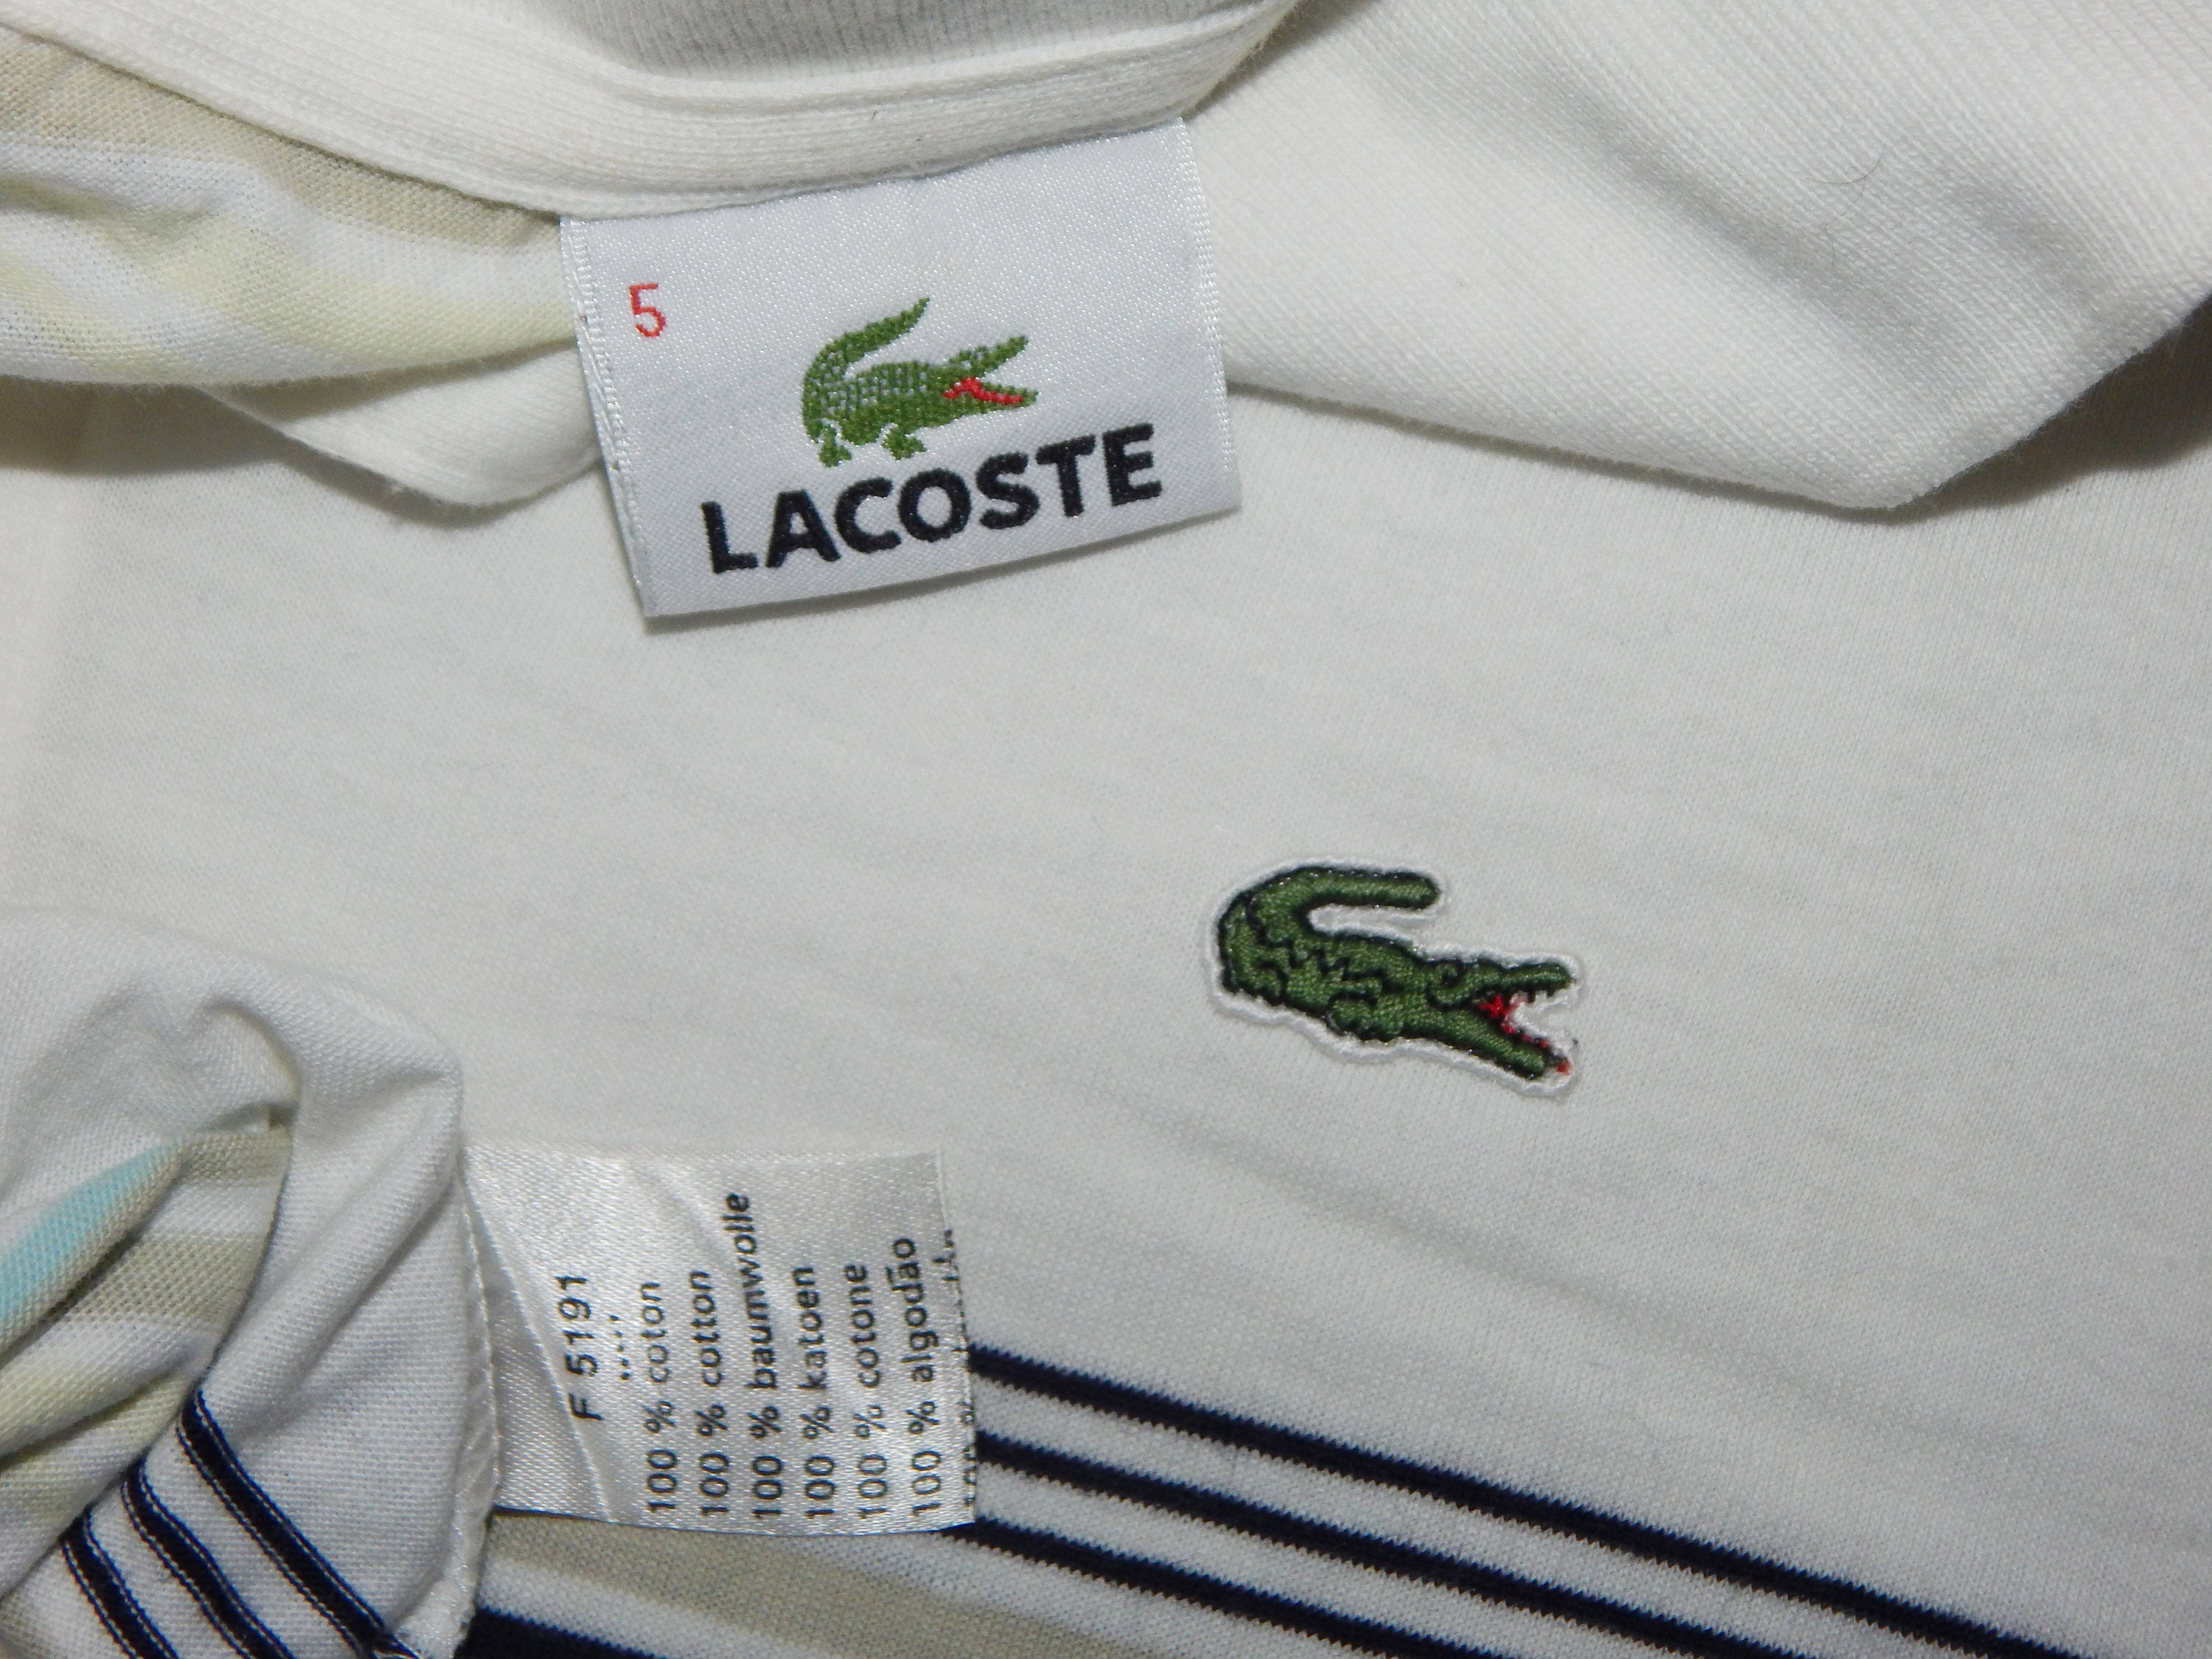 5
LACOSTE
F 5191
100 % coton
100 % cotton
100 % baumwolle
100 % katoen
100 % cotone
100 % algodão